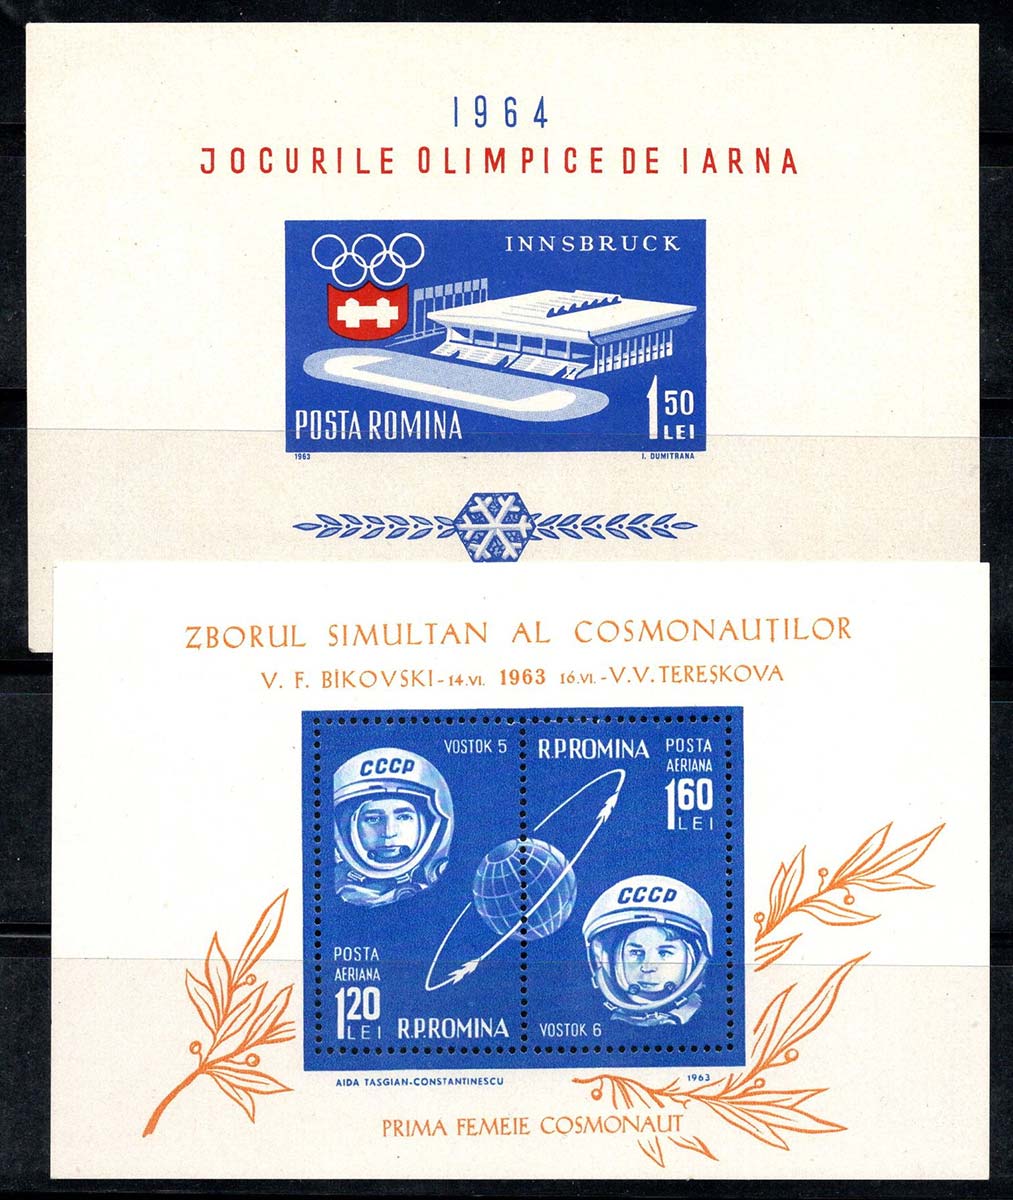 1964
JOCURILE OLIMPICE DE IARNA
INNSBRUCK
POSTA ROMINA
1 50
LEI
1963
I. DUMITRANA
ZBORUL SIMULTAN AL COSMONAUȚILOR
V. F. BÎKOVSKI - 14.VI. 1963 16.VI. - V. V. TEREȘKOVA
VOSTOK 5
CCCP
R.P.ROMINA
POSTA
AERIANA
1 60
LEI
POSTA
AERIANA
1 20
LEI
R.P.ROMINA
CCCP
VOSTOK 6
AIDA TASGIAN-CONSTANTINESCU
1963
PRIMA FEMEIE COSMONAUT